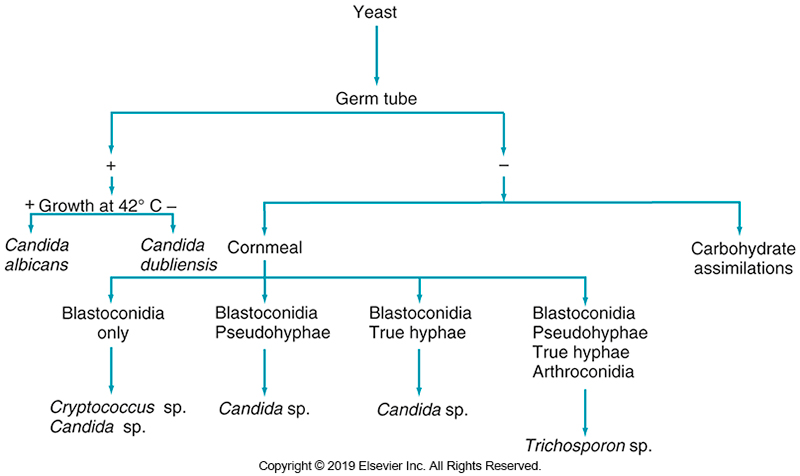 Yeast
Germ tube
+
–
+ Growth at 42° C –
Candida
albicans
Candida
dubliensis
Cornmeal
Carbohydrate
assimilations
Blastoconidia
only
Blastoconidia
Pseudohyphae
Blastoconidia
True hyphae
Blastoconidia
Pseudohyphae
True hyphae
Arthroconidia
Cryptococcus sp.
Candida sp.
Candida sp.
Candida sp.
Trichosporon sp.
Copyright © 2019 Elsevier Inc. All Rights Reserved.